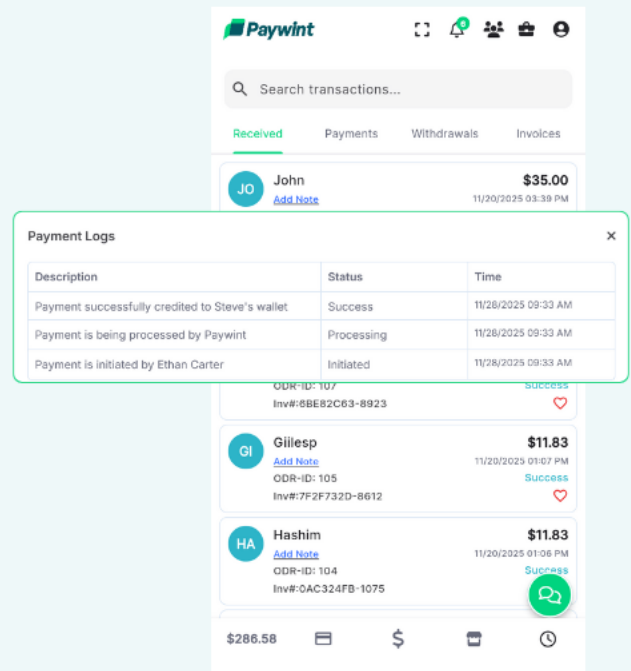 Paywint
6
Search transactions...
Received Payments Withdrawals Invoices
JO John $35.00
Add Note 11/20/2025 03:39 PM
Payment Logs ×
Description Status Time
Payment successfully credited to Steve's wallet Success 11/28/2025 09:33 AM
Payment is being processed by Paywint Processing 11/28/2025 09:33 AM
Payment is initiated by Ethan Carter Initiated 11/28/2025 09:33 AM
ODR-ID: 107 Success
Inv#:6BE82C63-8923
GI Giilesp $11.83
Add Note 11/20/2025 01:07 PM
ODR-ID: 105 Success
Inv#:7F2F732D-8612
HA Hashim $11.83
Add Note 11/20/2025 01:06 PM
ODR-ID: 104 Success
Inv#:0AC324FB-1075
$286.58 $